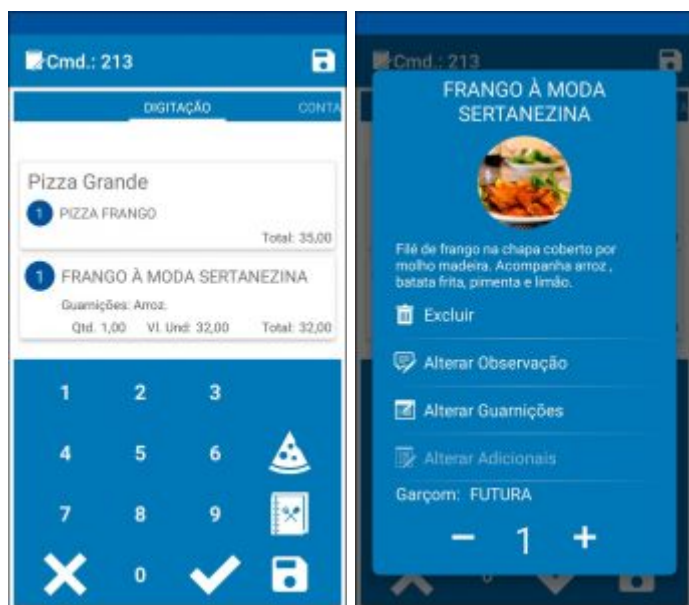 Cmd.: 213
DIGITAÇÃO
CONTA
Pizza Grande
1 PIZZA FRANGO
Total: 35,00
1 FRANGO À MODA SERTANEZINA
Guarnições: Arroz.
Qtd. 1,00 Vl. Und: 32,00 Total: 32,00
1 2 3
4 5 6
7 8 9
0
Cmd.: 213
FRANGO À MODA
SERTANEZINA
Filé de frango na chapa coberto por
molho madeira. Acompanha arroz ,
batata frita, pimenta e limão.
Excluir
Alterar Observação
Alterar Guarnições
Alterar Adicionais
Garçom: FUTURA
− 1 +